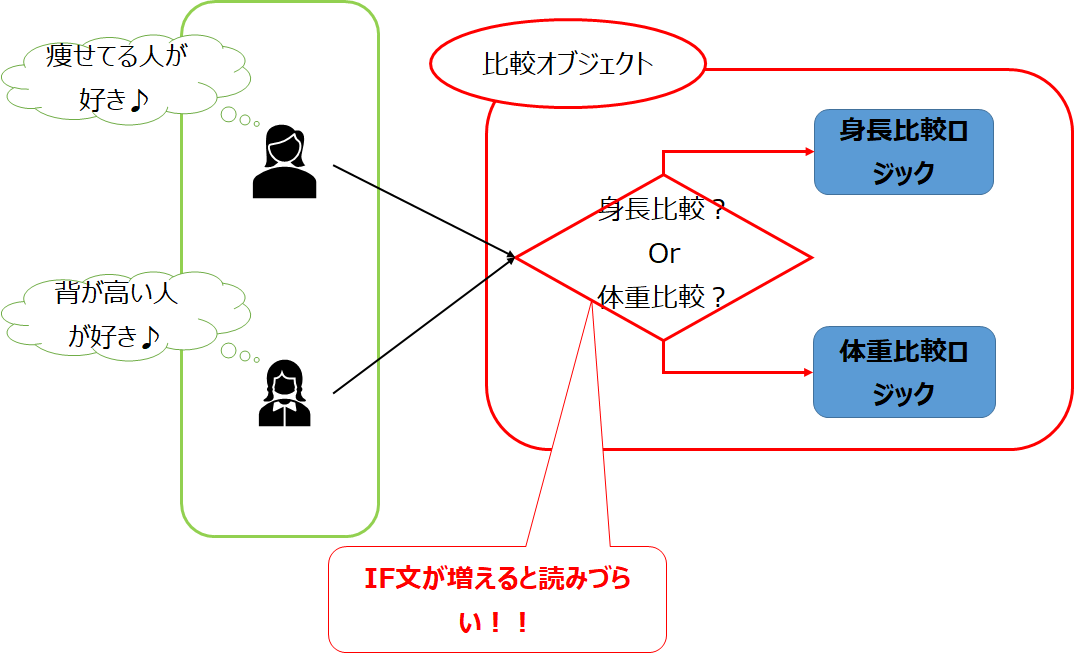 痩せてる人が
好き♪
背が高い人
が好き♪
比較オブジェクト
身長比較？
Or
体重比較？
身長比較ロ
ジック
体重比較ロ
ジック
IF文が増えると読みづら
い！！